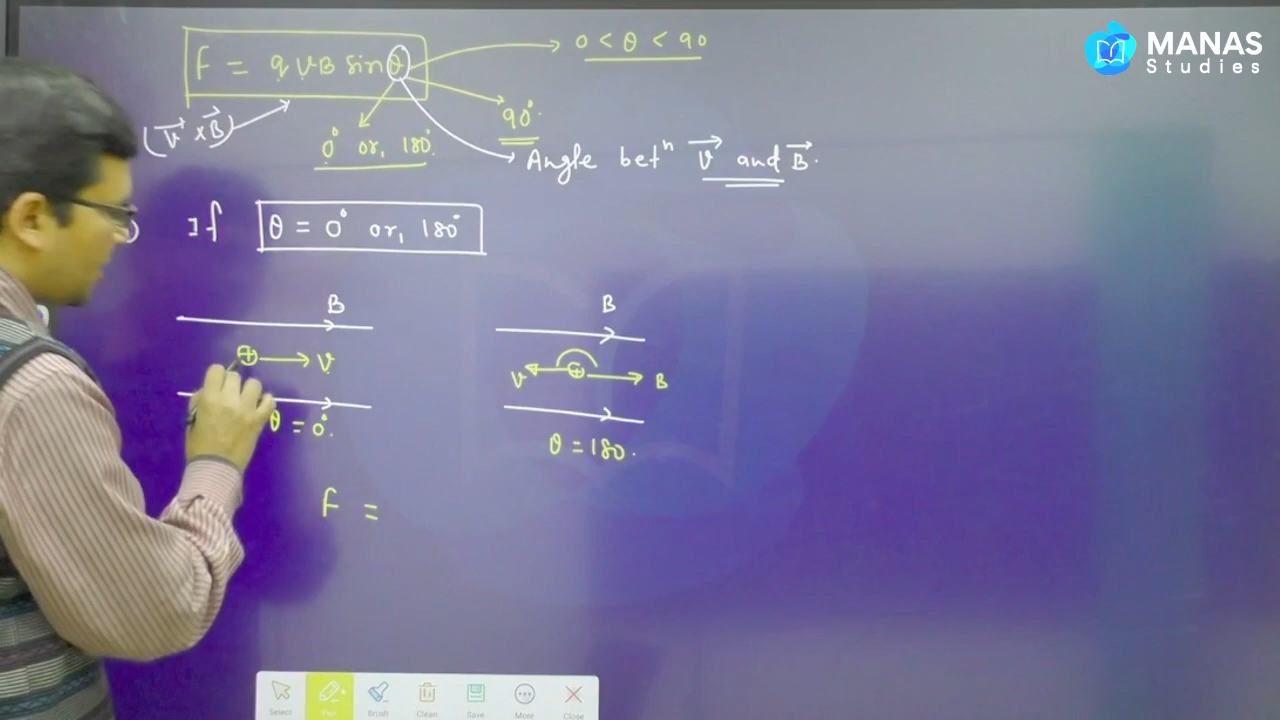 MANAS
Studies
F = qVB sinθ
0 < θ < 90
(V⃗ × B⃗)
0° or, 180°.
90°.
Angle betⁿ V⃗ and B⃗.
If θ = 0° or, 180°
B
B
V
V
B
θ = 0°.
θ = 180.
F =
Select
Pen
Brush
Clean
Save
More
Close